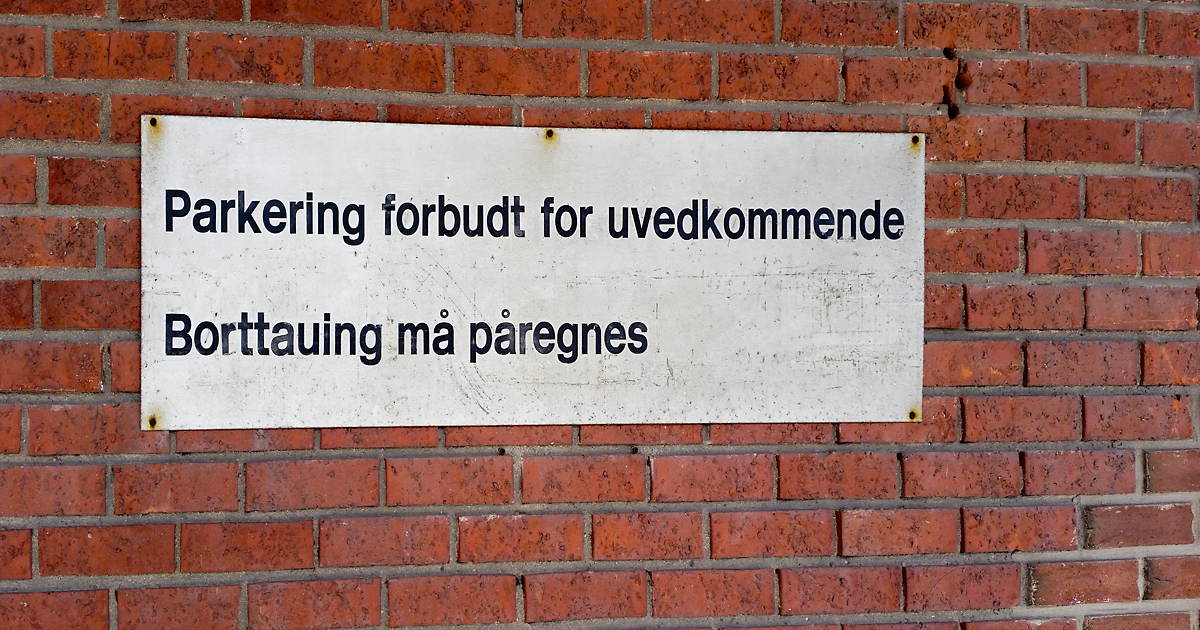 Parkering forbudt for uvedkommende
Borttauing må påregnes